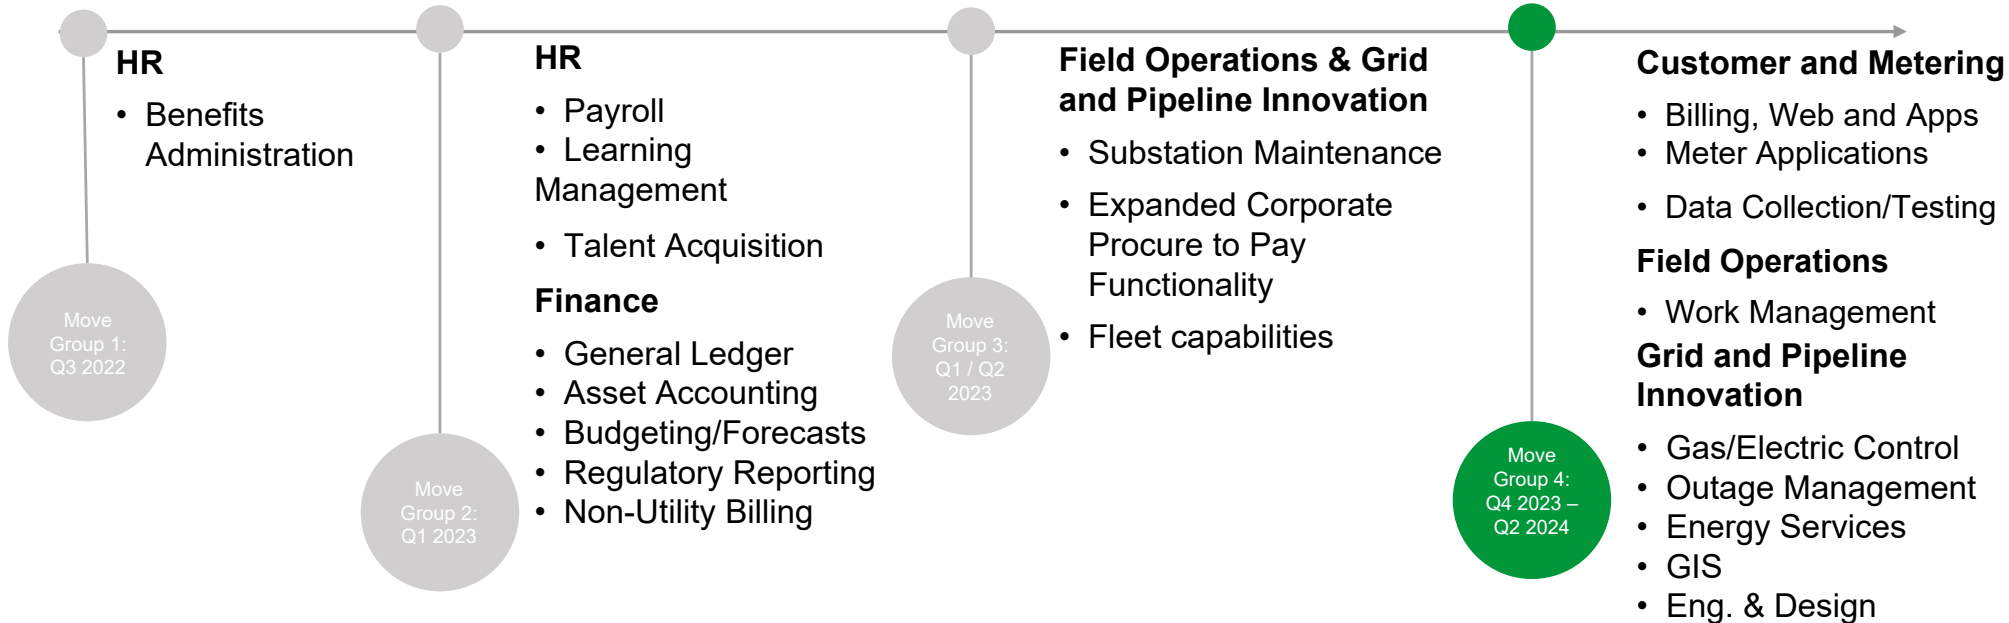 HR
• Benefits
Administration
Move
Group 1:
Q3 2022
HR
• Payroll
• Learning
Management
• Talent Acquisition
Finance
• General Ledger
• Asset Accounting
• Budgeting/Forecasts
• Regulatory Reporting
• Non-Utility Billing
Move
Group 2:
Q1 2023
Field Operations & Grid
and Pipeline Innovation
• Substation Maintenance
• Expanded Corporate
Procure to Pay
Functionality
• Fleet capabilities
Move
Group 3:
Q1 / Q2
2023
Customer and Metering
• Billing, Web and Apps
• Meter Applications
• Data Collection/Testing
Field Operations
• Work Management
Grid and Pipeline
Innovation
• Gas/Electric Control
• Outage Management
• Energy Services
• GIS
• Eng. & Design
Move
Group 4:
Q4 2023 –
Q2 2024